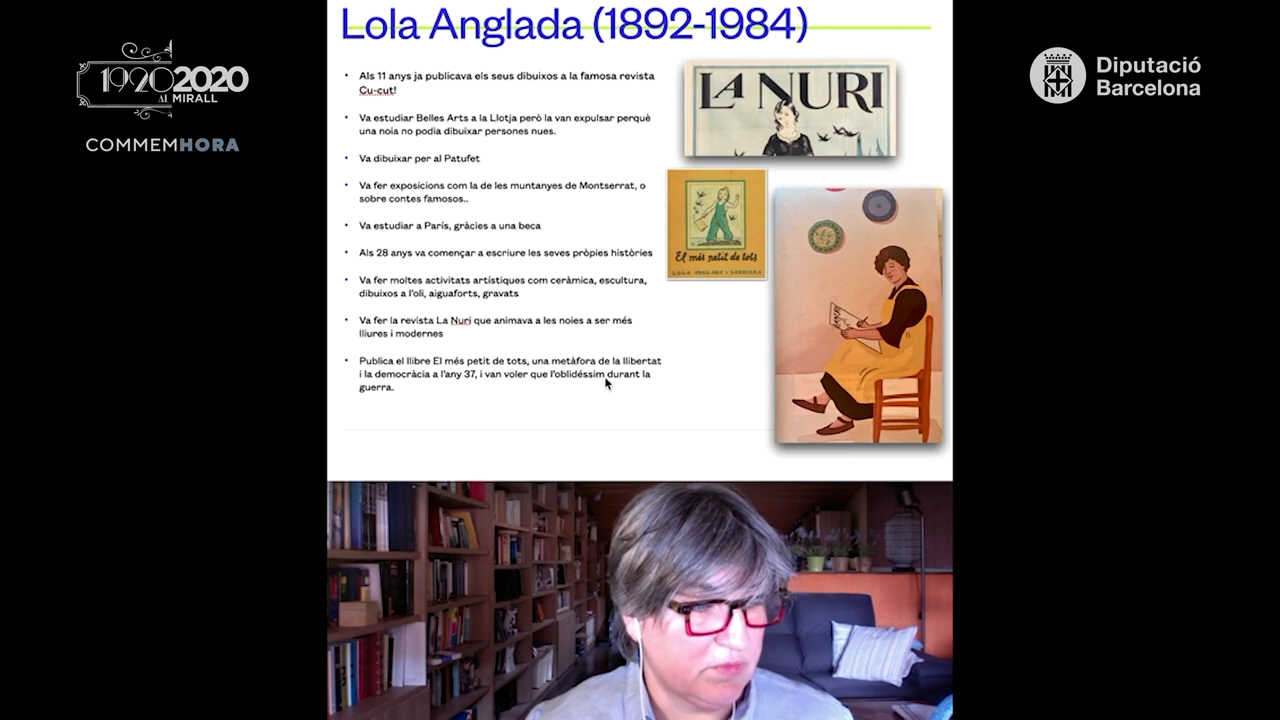 Lola Anglada (1892-1984)
1920 2020
AL MIRALL
COMMEMHORA
Diputació
Barcelona
• Als 11 anys ja publicava els seus dibuixos a la famosa revista
Cu-cut!
• Va estudiar Belles Arts a la Llotja però la van expulsar perquè
una noia no podia dibuixar persones nues.
• Va dibuixar per al Patufet
• Va fer exposicions com la de les muntanyes de Montserrat, o
sobre contes famosos..
• Va estudiar a París, gràcies a una beca
• Als 28 anys va començar a escriure les seves pròpies històries
• Va fer moltes activitats artístiques com ceràmica, escultura,
dibuixos a l'oli, aiguaforts, gravats
• Va fer la revista La Nuri que animava a les noies a ser més
lliures i modernes
• Publica el llibre El més petit de tots, una metàfora de la llibertat
i la democràcia a l'any 37, i van voler que l'oblidéssim durant la
guerra.
LA NURI
El més petit de tots
LOLA ANGLADA I SARRIERA